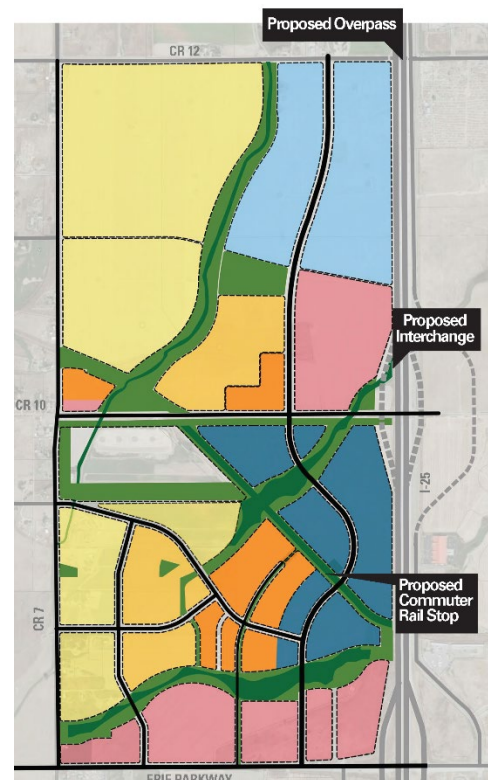 Proposed Overpass
CR 12
Proposed
Interchange
CR 10
I-25
Proposed
Commuter
Rail Stop
CR 7
ERIE PARKWAY